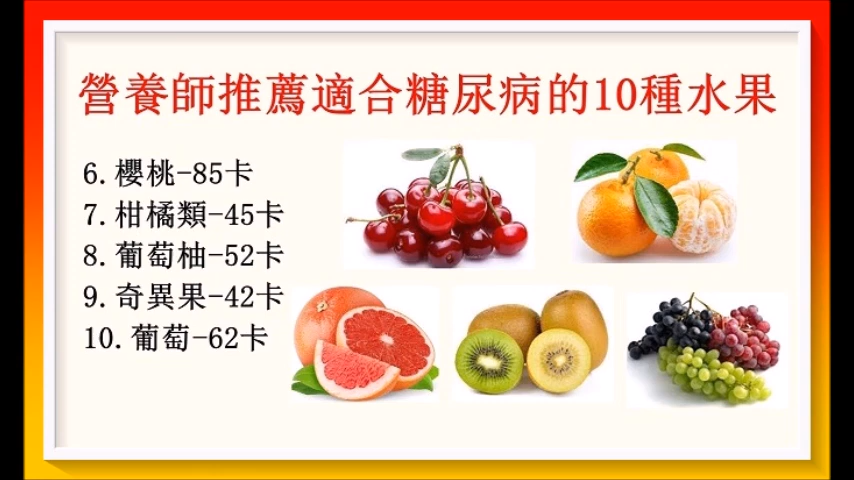 營養師推薦適合糖尿病的10種水果
6.櫻桃-85卡
7.柑橘類-45卡
8.葡萄柚-52卡
9.奇異果-42卡
10.葡萄-62卡